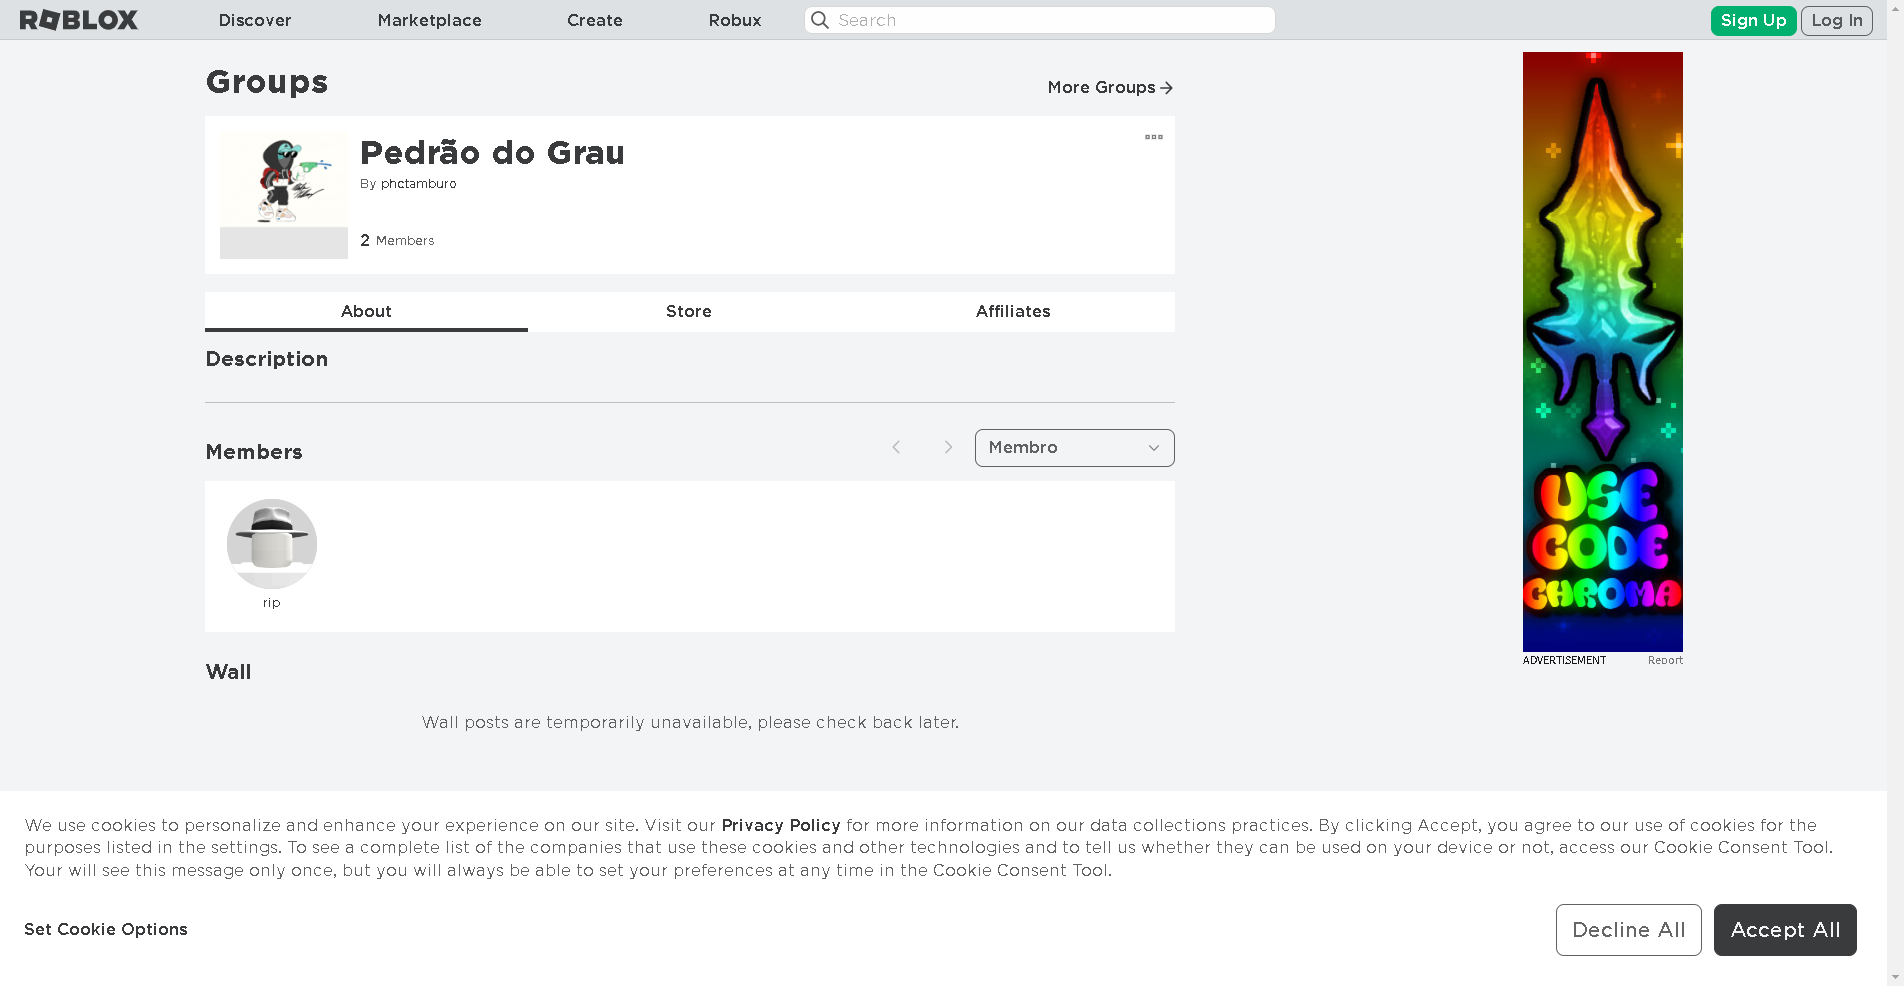 ROBLOX
Discover
Marketplace
Create
Robux
Search
Sign Up
Log In
Groups
More Groups
Pedrão do Grau
By phctamburo
2 Members
About
Store
Affiliates
Description
Members
Membro
rip
Wall
Wall posts are temporarily unavailable, please check back later.
USE
CODE
CHROMA
ADVERTISEMENT
Report
We use cookies to personalize and enhance your experience on our site. Visit our Privacy Policy for more information on our data collections practices. By clicking Accept, you agree to our use of cookies for the
purposes listed in the settings. To see a complete list of the companies that use these cookies and other technologies and to tell us whether they can be used on your device or not, access our Cookie Consent Tool.
Your will see this message only once, but you will always be able to set your preferences at any time in the Cookie Consent Tool.
Set Cookie Options
Decline All
Accept All